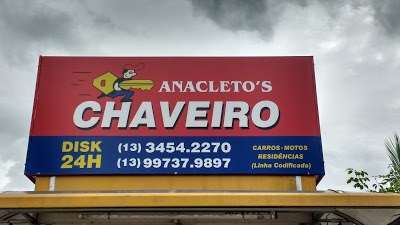 ANACLETO'S
CHAVEIRO
DISK 24H
(13) 3454.2270
(13) 99737.9897
CARROS - MOTOS
RESIDÊNCIAS
(Linha Codificada)